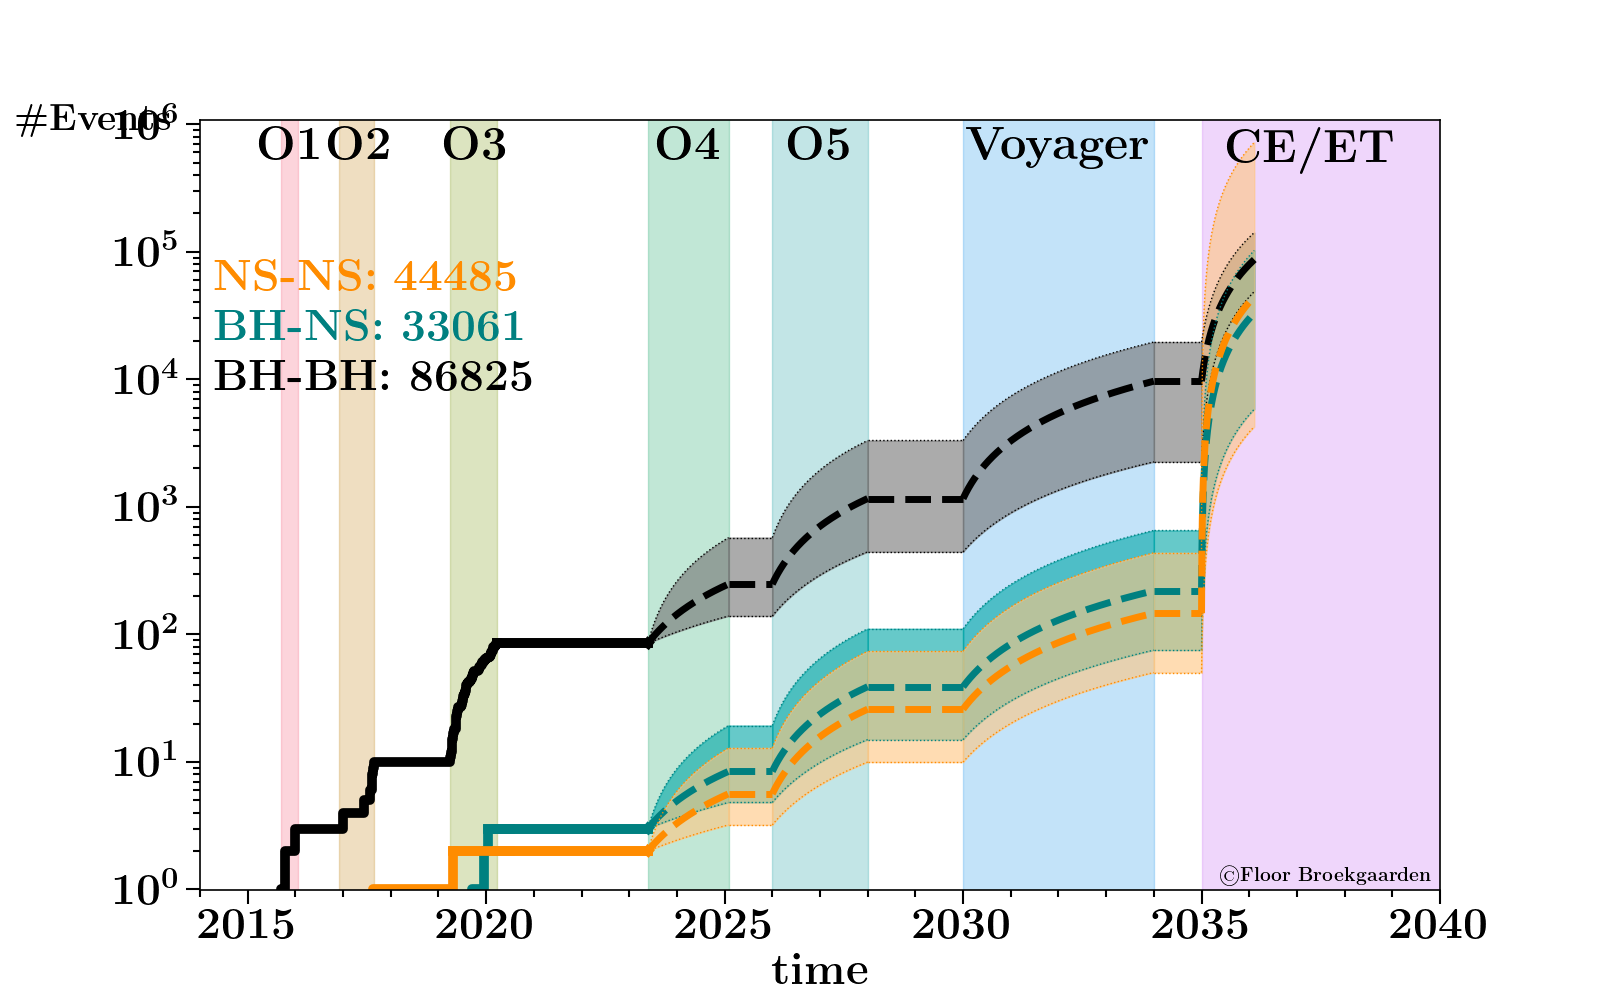 #Events
O1 O2 O3 O4 O5 Voyager CE/ET
10^6
10^5
NS-NS: 44485
BH-NS: 33061
BH-BH: 86825
10^4
10^3
10^2
10^1
10^0
©Floor Broekgaarden
2015 2020 2025 2030 2035 2040
time